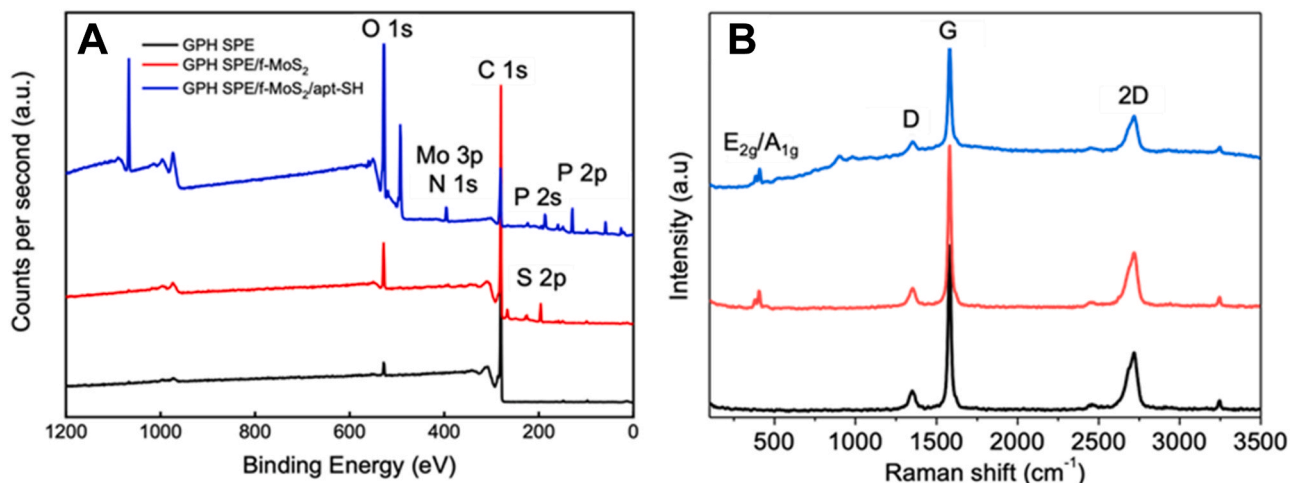 A
GPH SPE
GPH SPE/f-MoS₂
GPH SPE/f-MoS₂/apt-SH
O 1s
C 1s
Mo 3p
N 1s
P 2s
P 2p
S 2p
Counts per second (a.u.)
1200 1000 800 600 400 200 0
Binding Energy (eV)
B
G
D
2D
E₂g/A₁g
Intensity (a.u)
500 1000 1500 2000 2500 3000 3500
Raman shift (cm⁻¹)